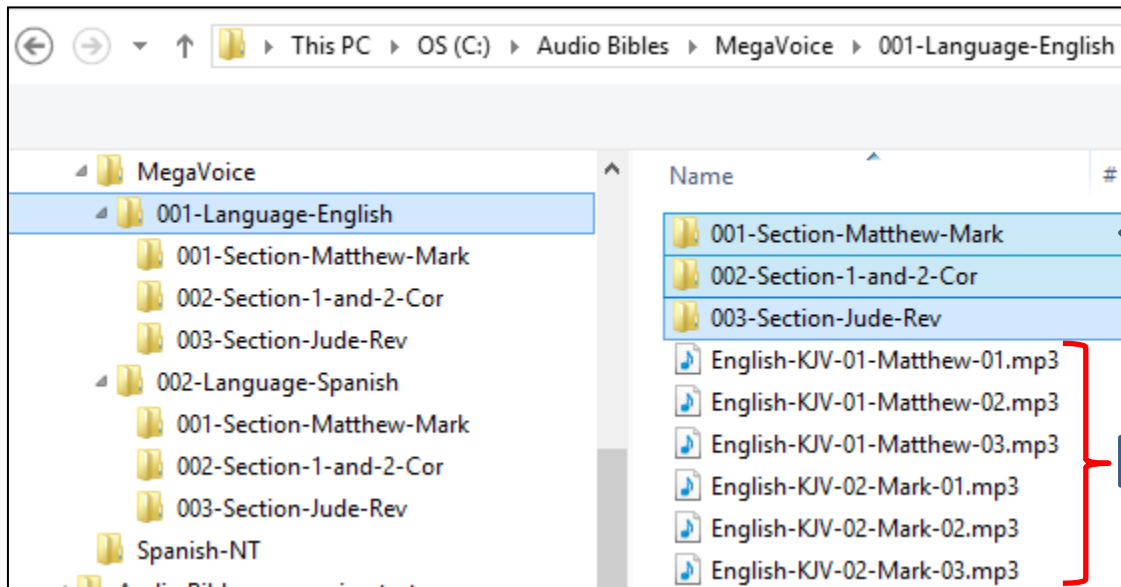 This PC OS (C:) Audio Bibles MegaVoice 001-Language-English
MegaVoice
001-Language-English
001-Section-Matthew-Mark
002-Section-1-and-2-Cor
003-Section-Jude-Rev
002-Language-Spanish
001-Section-Matthew-Mark
002-Section-1-and-2-Cor
003-Section-Jude-Rev
Spanish-NT
Name #
001-Section-Matthew-Mark
002-Section-1-and-2-Cor
003-Section-Jude-Rev
English-KJV-01-Matthew-01.mp3
English-KJV-01-Matthew-02.mp3
English-KJV-01-Matthew-03.mp3
English-KJV-02-Mark-01.mp3
English-KJV-02-Mark-02.mp3
English-KJV-02-Mark-03.mp3